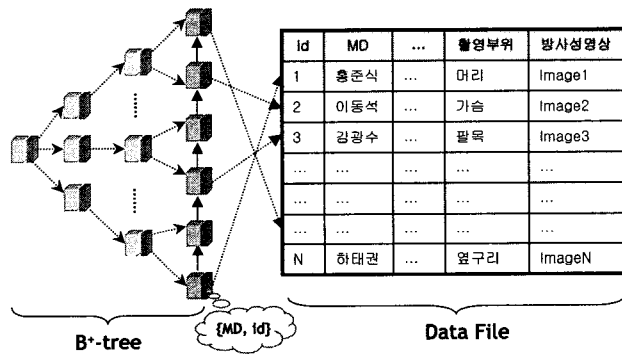 Id MD ... 촬영부위 방사성영상
1 홍준식 ... 머리 Image1
2 이동석 ... 가슴 Image2
3 김광수 ... 팔목 Image3
... ... ... ... ...
... ... ... ... ...
... ... ... ... ...
N 하태권 ... 옆구리 ImageN
{MD, id}
B+-tree
Data File